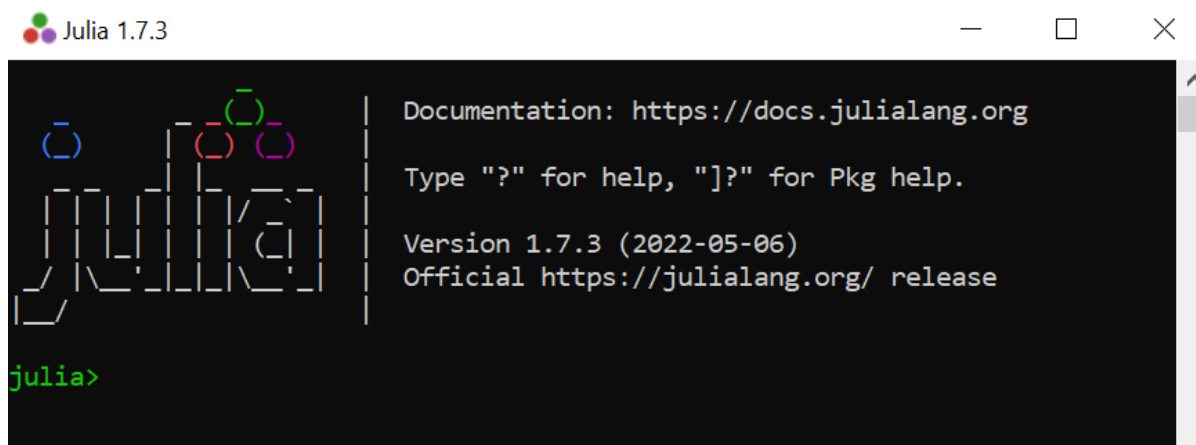 Julia 1.7.3
julia
Documentation: https://docs.julialang.org
Type "?" for help, "]?" for Pkg help.
Version 1.7.3 (2022-05-06)
Official https://julialang.org/ release
julia>